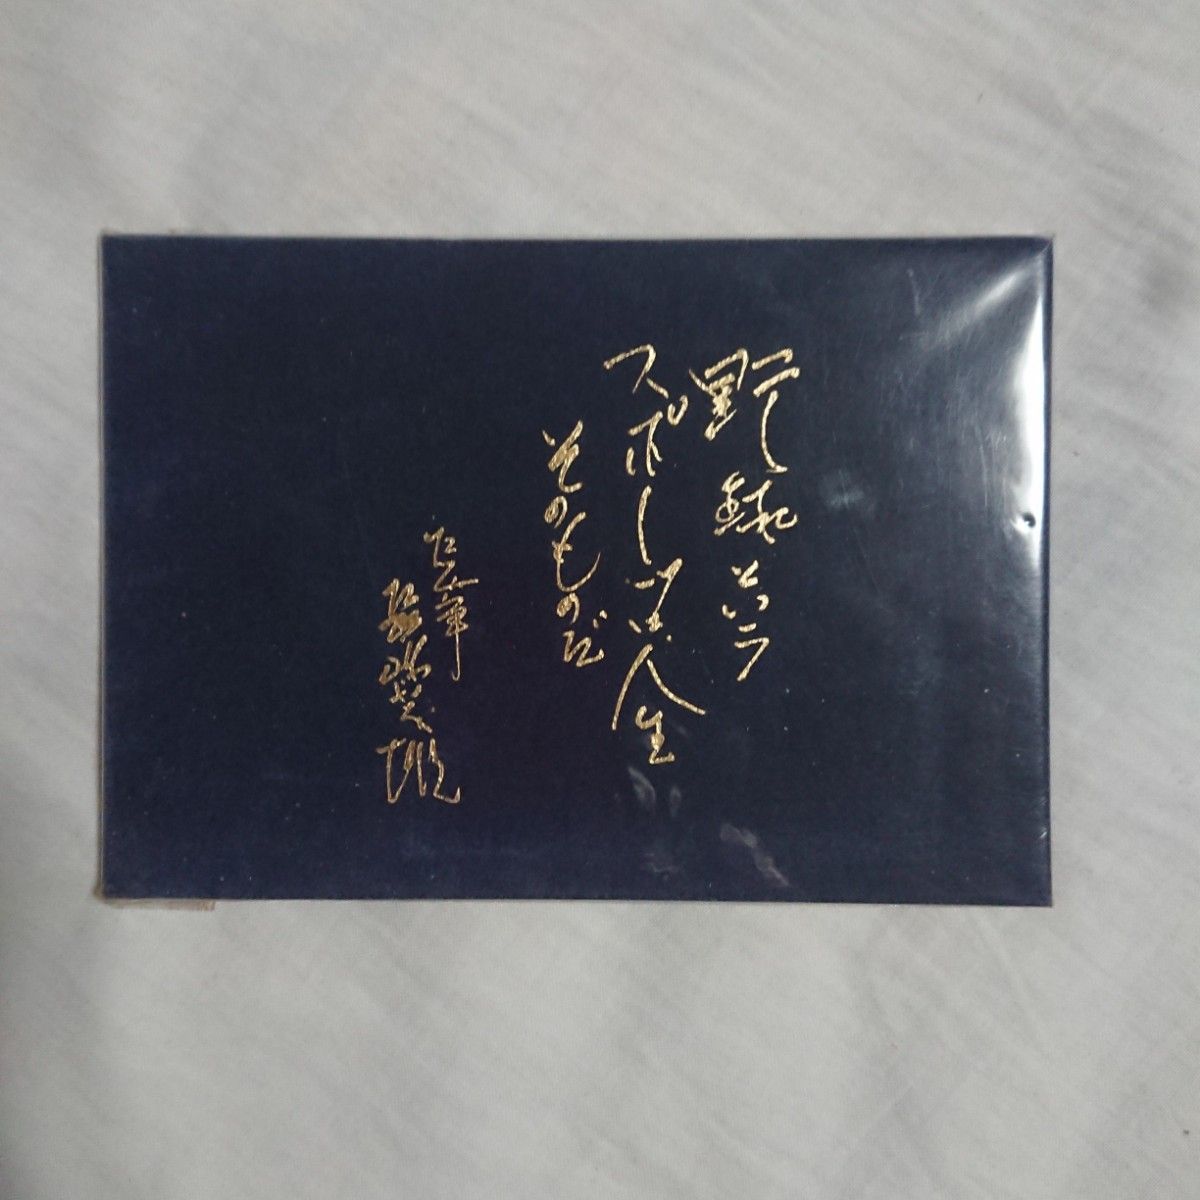 野球と云う
スポーツは人生
そのものだ
長嶋茂雄